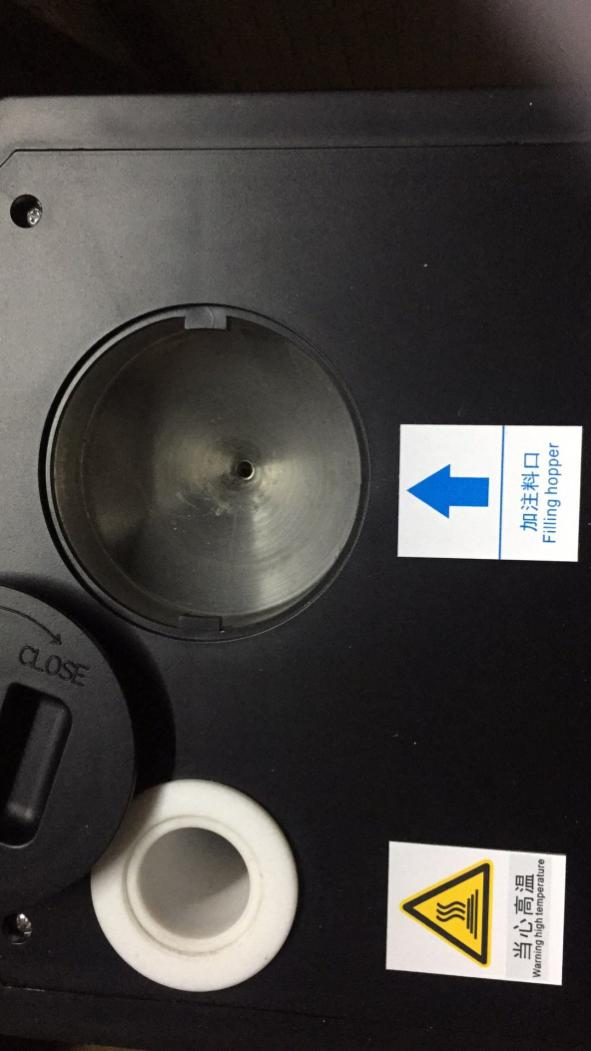 加注料口
Filling hopper
CLOSE
当心高温
Warning high temperature